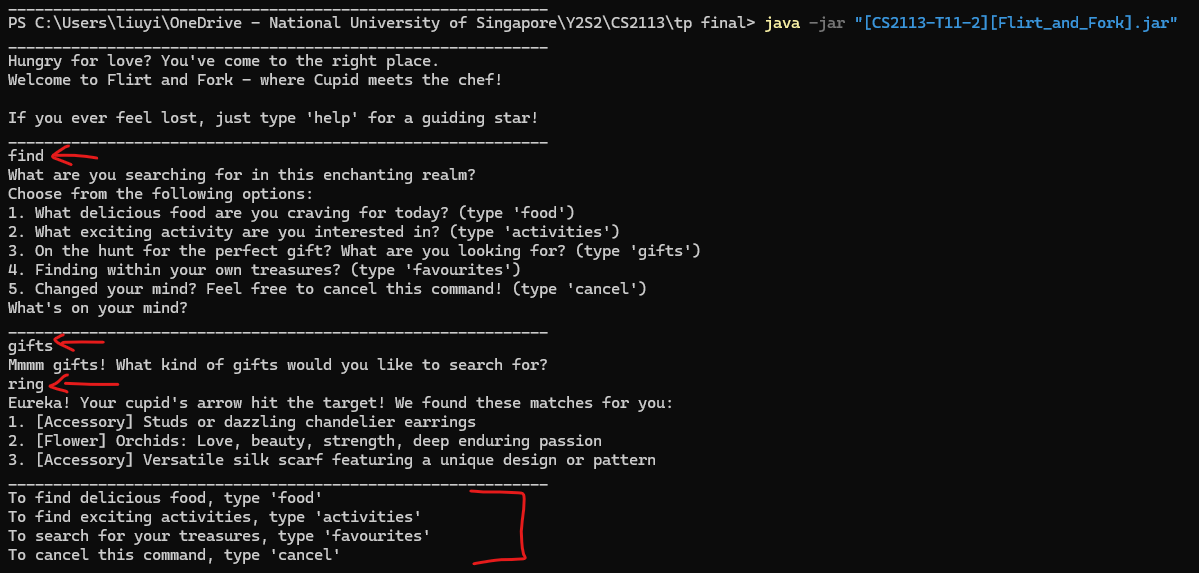 ____________________________________________________________
PS C:\Users\liuyi\OneDrive - National University of Singapore\Y2S2\CS2113\tp final> java -jar "[CS2113-T11-2][Flirt_and_Fork].jar"
____________________________________________________________
Hungry for love? You've come to the right place.
Welcome to Flirt and Fork - where Cupid meets the chef!
If you ever feel lost, just type 'help' for a guiding star!
____________________________________________________________
find
What are you searching for in this enchanting realm?
Choose from the following options:
1. What delicious food are you craving for today? (type 'food')
2. What exciting activity are you interested in? (type 'activities')
3. On the hunt for the perfect gift? What are you looking for? (type 'gifts')
4. Finding within your own treasures? (type 'favourites')
5. Changed your mind? Feel free to cancel this command! (type 'cancel')
What's on your mind?
____________________________________________________________
gifts
Mmmm gifts! What kind of gifts would you like to search for?
ring
Eureka! Your cupid's arrow hit the target! We found these matches for you:
1. [Accessory] Studs or dazzling chandelier earrings
2. [Flower] Orchids: Love, beauty, strength, deep enduring passion
3. [Accessory] Versatile silk scarf featuring a unique design or pattern
____________________________________________________________
To find delicious food, type 'food'
To find exciting activities, type 'activities'
To search for your treasures, type 'favourites'
To cancel this command, type 'cancel'